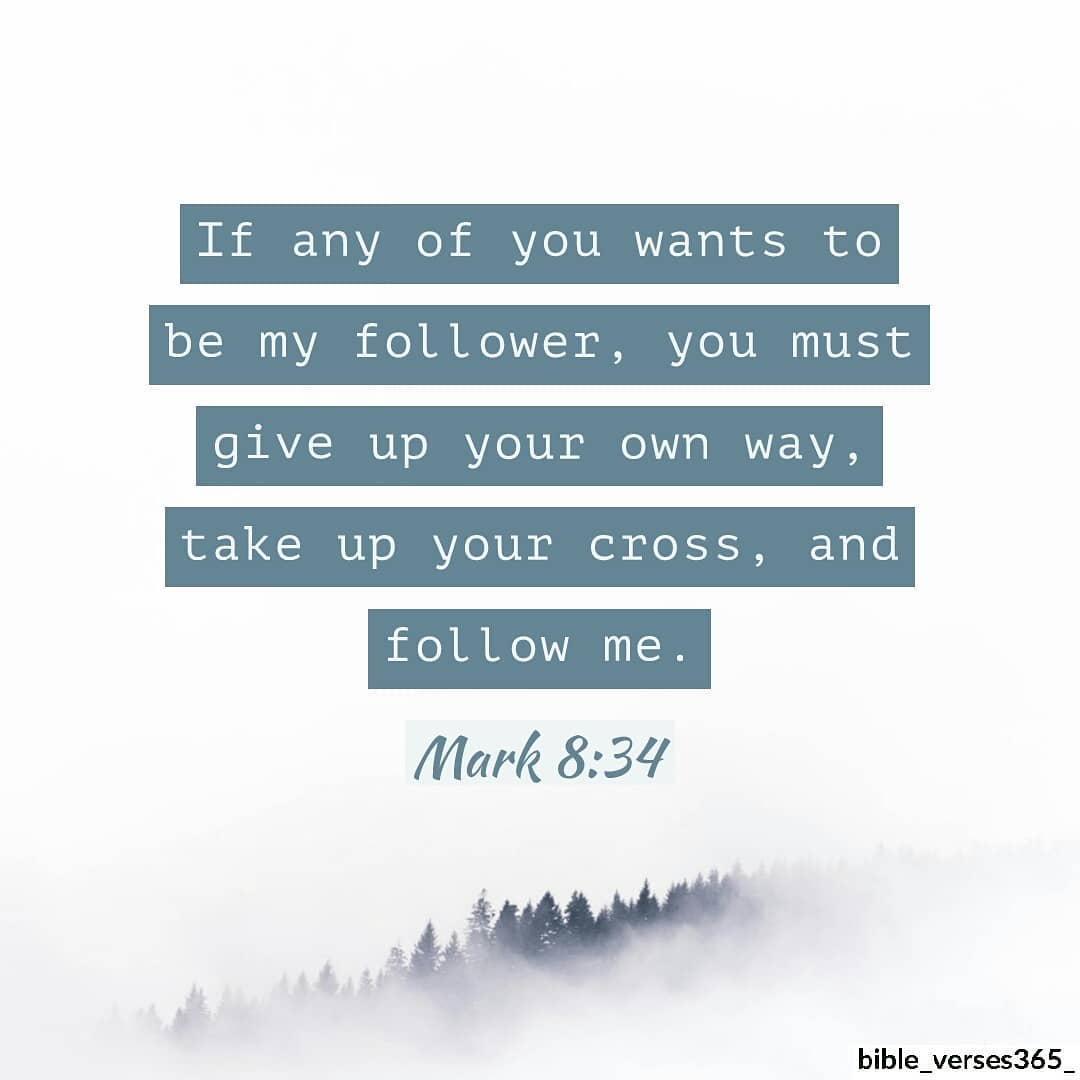 If any of you wants to
be my follower, you must
give up your own way,
take up your cross, and
follow me.
Mark 8:34
bible_verses365_